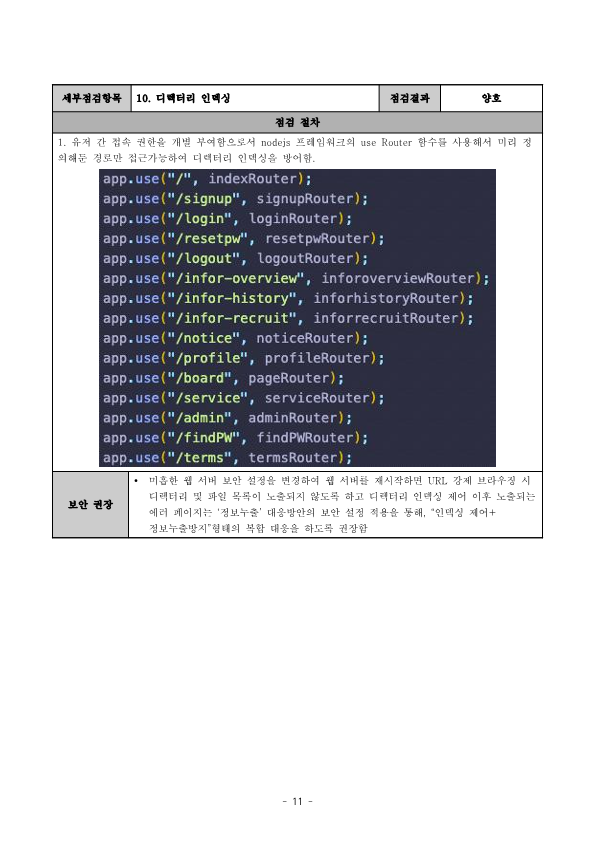 세부점검항목 10. 디렉터리 인덱싱 점검결과 양호
점검 절차
1. 유저 간 접속 권한을 개별 부여함으로서 nodejs 프레임워크의 use Router 함수를 사용해서 미리 정
의해둔 경로만 접근가능하여 디렉터리 인덱싱을 방어함.
app.use("/", indexRouter);
app.use("/signup", signupRouter);
app.use("/login", loginRouter);
app.use("/resetpw", resetpwRouter);
app.use("/logout", logoutRouter);
app.use("/infor-overview", inforoverviewRouter);
app.use("/infor-history", inforhistoryRouter);
app.use("/infor-recruit", inforrecruitRouter);
app.use("/notice", noticeRouter);
app.use("/profile", profileRouter);
app.use("/board", pageRouter);
app.use("/service", serviceRouter);
app.use("/admin", adminRouter);
app.use("/findPW", findPWRouter);
app.use("/terms", termsRouter);
보안 권장
• 미흡한 웹 서버 보안 설정을 변경하여 웹 서버를 재시작하면 URL 강제 브라우징 시
디렉터리 및 파일 목록이 노출되지 않도록 하고 디렉터리 인덱싱 제어 이후 노출되는
에러 페이지는 ‘정보누출’ 대응방안의 보안 설정 적용을 통해, “인덱싱 제어+
정보누출방지”형태의 복합 대응을 하도록 권장함
- 11 -